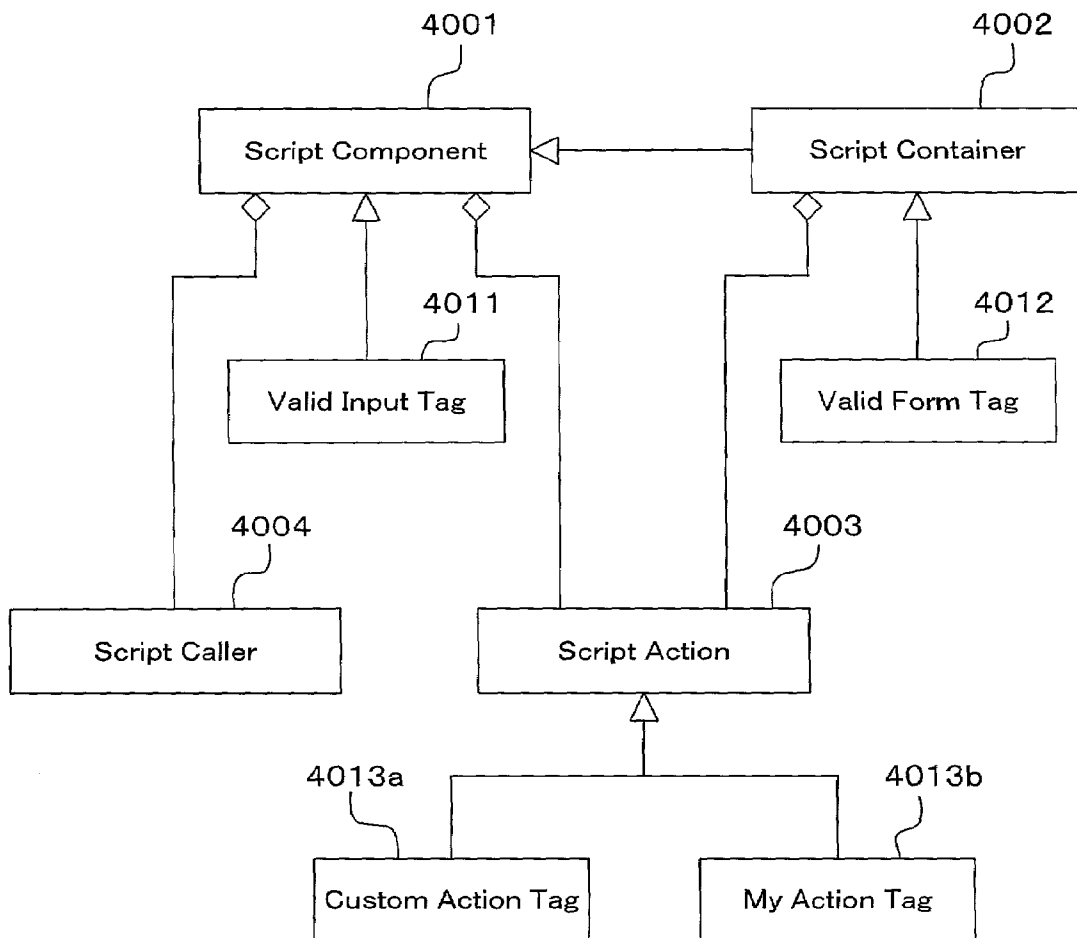 4001
4002
Script Component
Script Container
4011
4012
Valid Input Tag
Valid Form Tag
4004
4003
Script Caller
Script Action
4013a
4013b
Custom Action Tag
My Action Tag